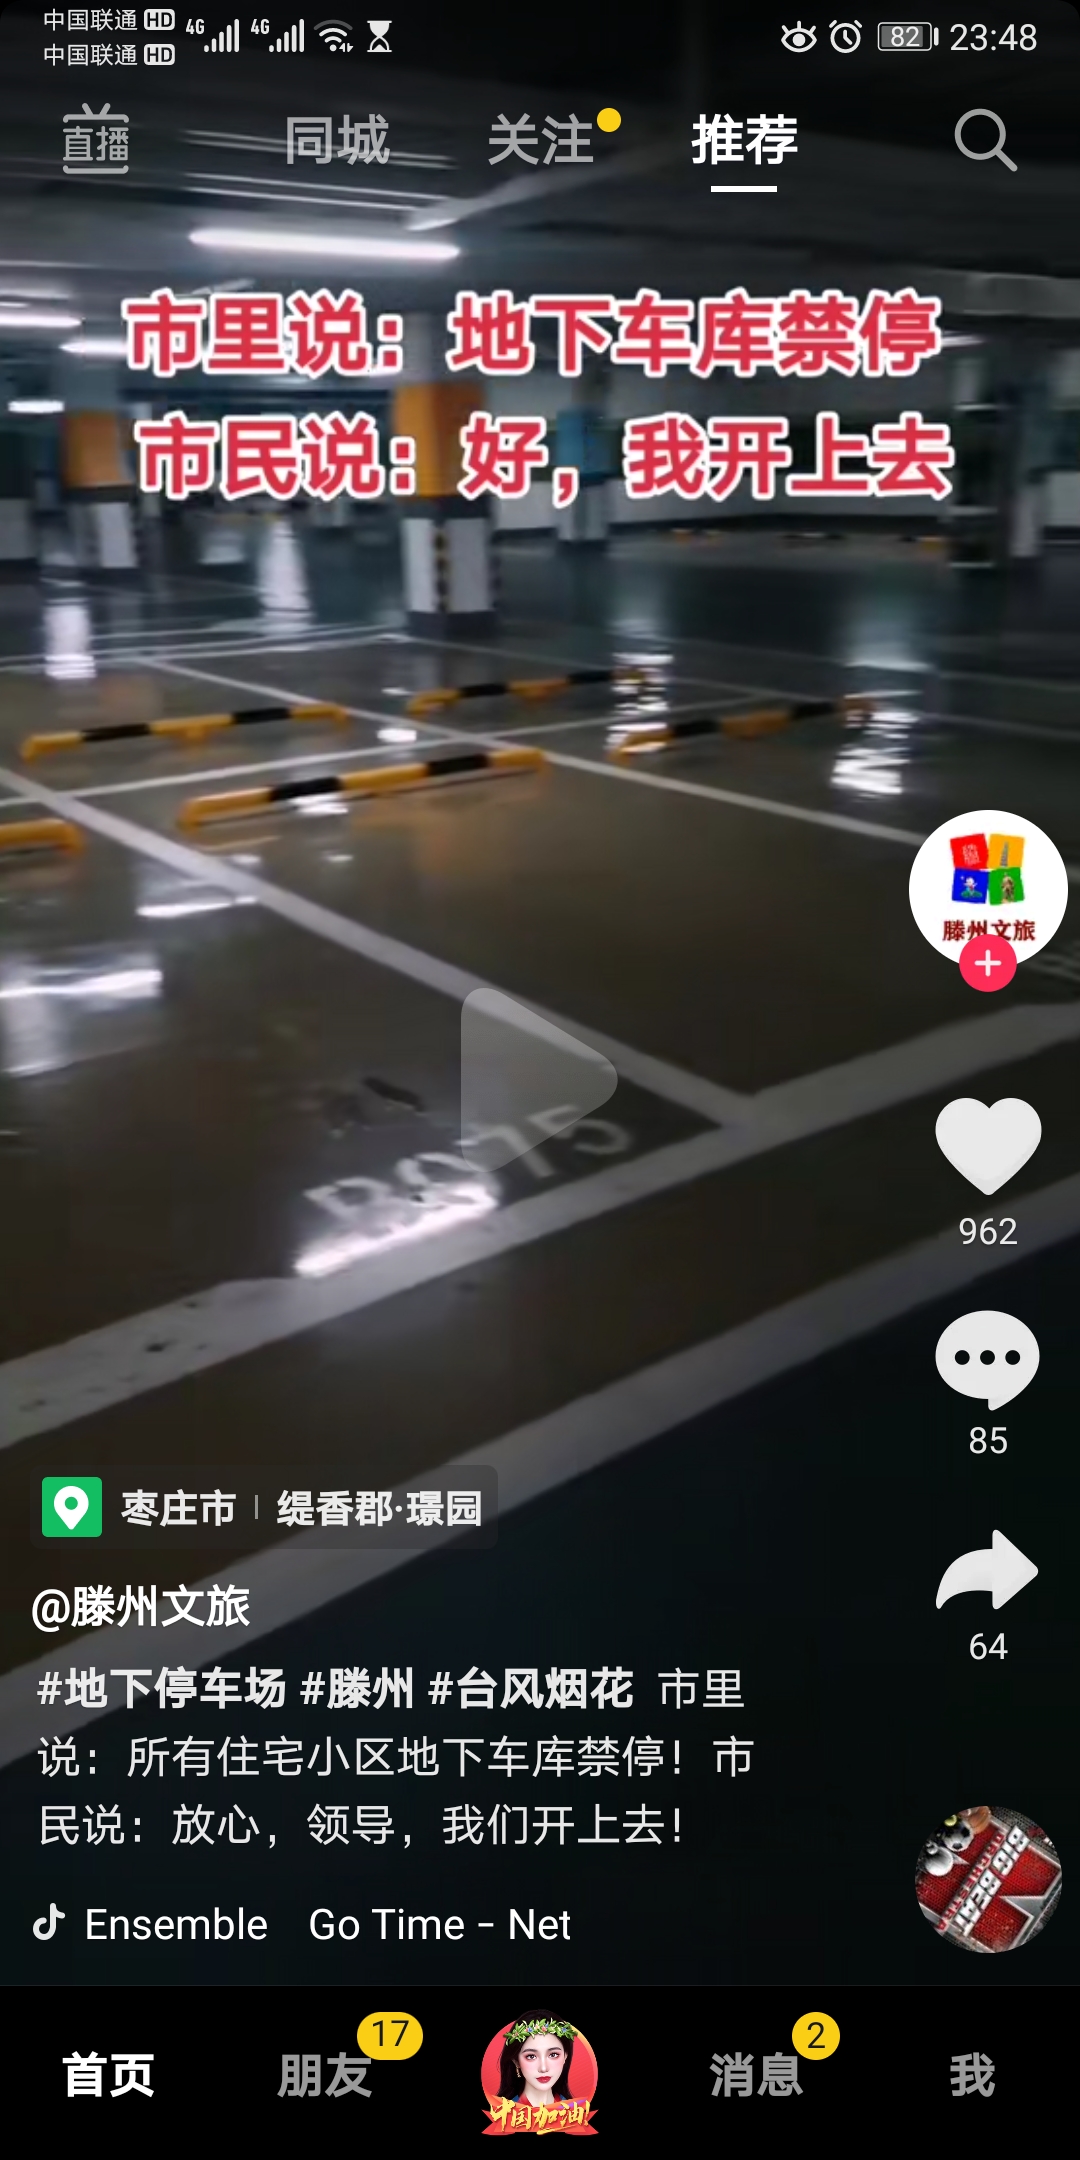 中国联通 HD 4G 4G 82 23:48
中国联通 HD
直播 同城 关注 推荐
市里说：地下车库禁停
市民说：好，我开上去
滕州文旅
962
85
枣庄市 缇香郡·璟园
@滕州文旅
64
#地下停车场 #滕州 #台风烟花 市里
说：所有住宅小区地下车库禁停！市
民说：放心，领导，我们开上去！
Ensemble Go Time - Net
首页 朋友 17 中国加油! 消息 2 我